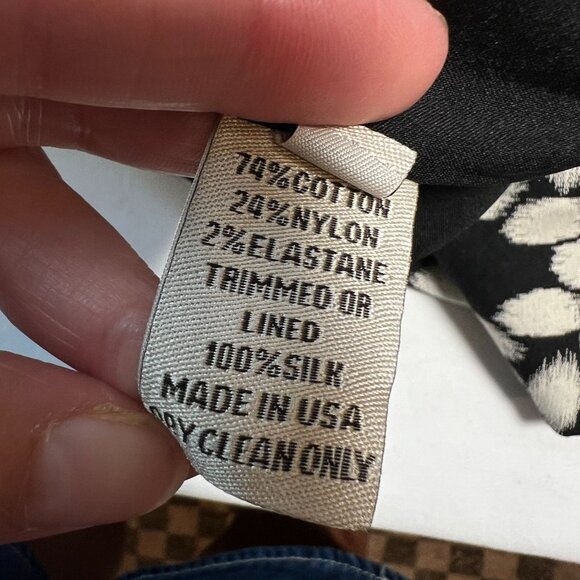 74%COTTON
24%NYLON
2%ELASTANE
TRIMMED OR
LINED
100%SILK
MADE IN USA
DRY CLEAN ONLY